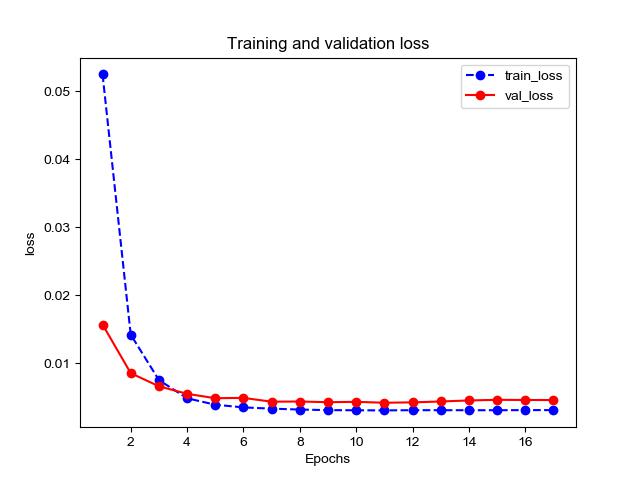 Training and validation loss
train_loss
val_loss
0.05
0.04
0.03
0.02
0.01
loss
2 4 6 8 10 12 14 16
Epochs